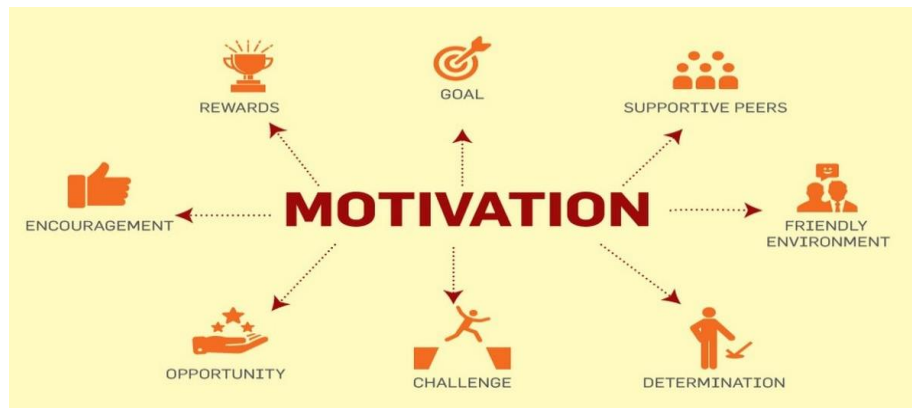 REWARDS
GOAL
SUPPORTIVE PEERS
ENCOURAGEMENT
MOTIVATION
FRIENDLY
ENVIRONMENT
OPPORTUNITY
CHALLENGE
DETERMINATION